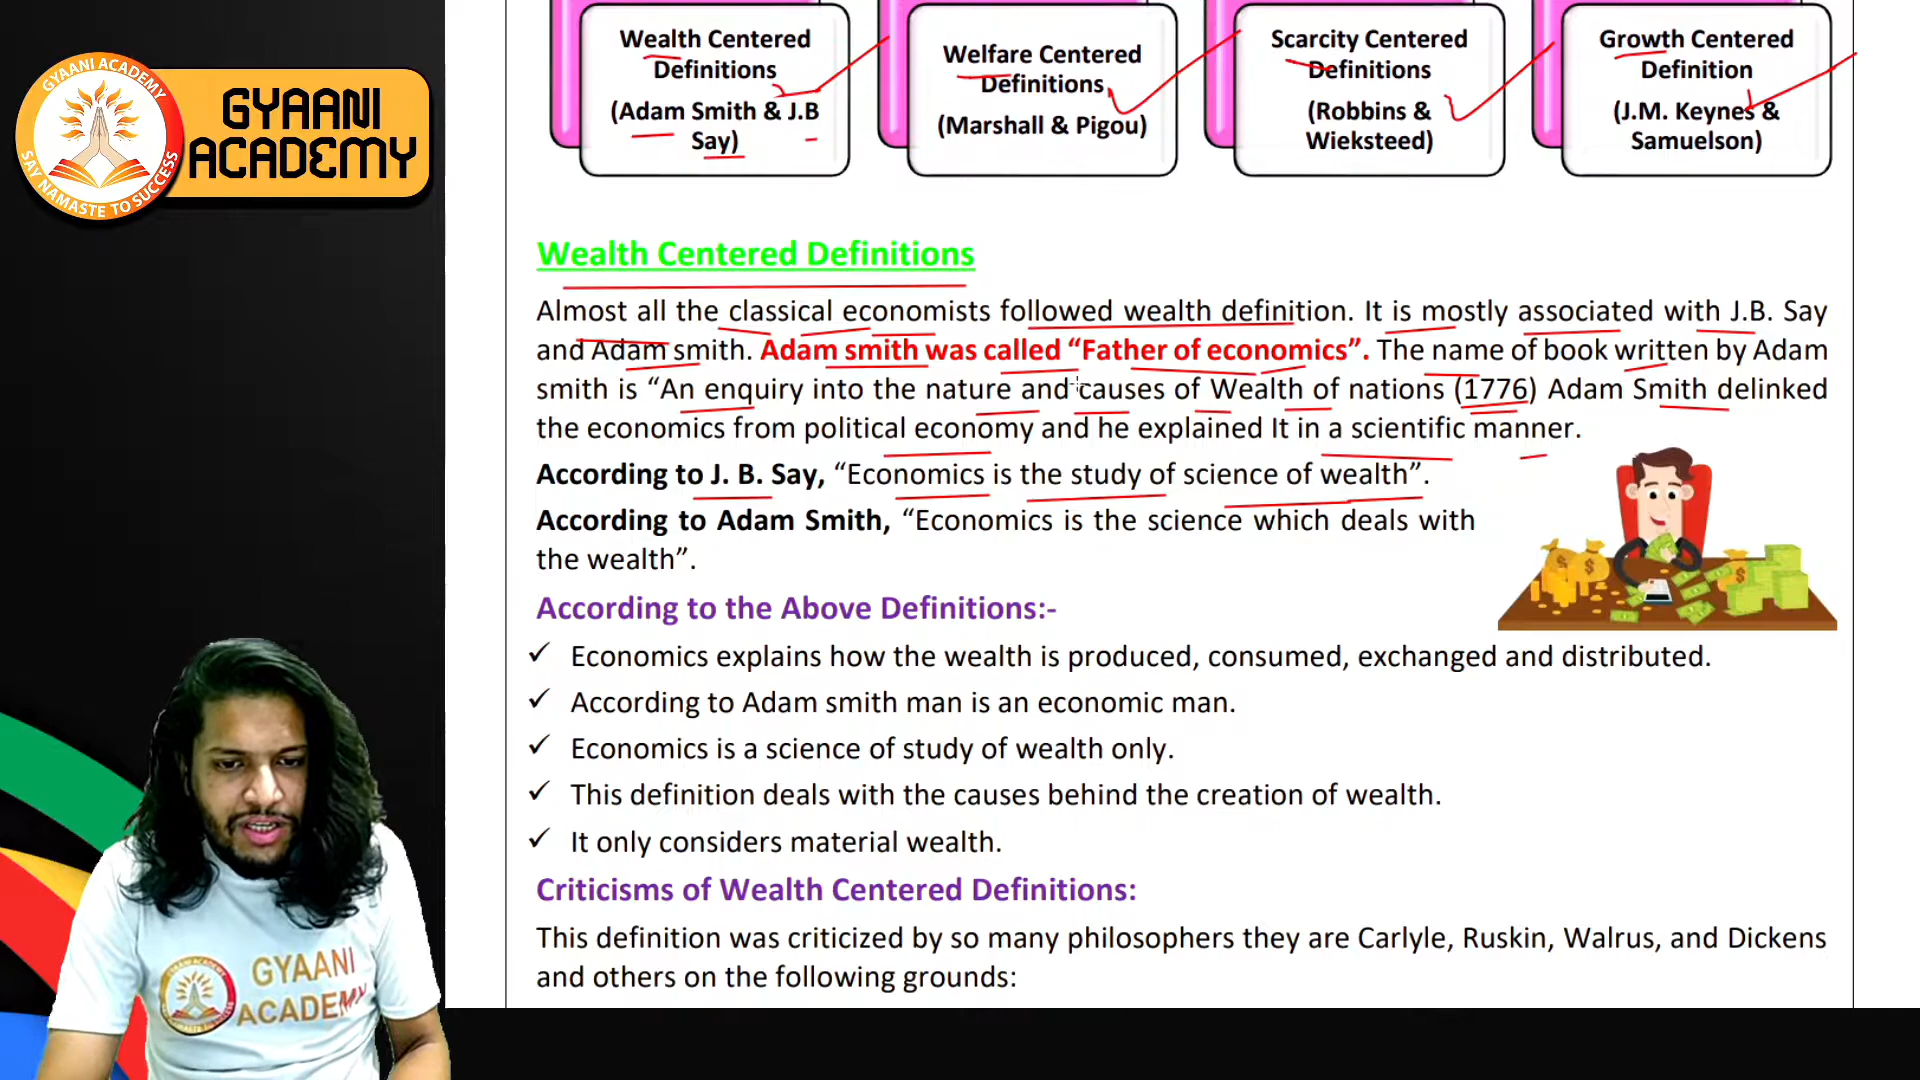 Wealth Centered
Definitions
(Adam Smith & J.B
Say)
Welfare Centered
Definitions
(Marshall & Pigou)
Scarcity Centered
Definitions
(Robbins &
Wieksteed)
Growth Centered
Definition
(J.M. Keynes &
Samuelson)
GYAANI ACADEMY
SAY NAMASTE TO SUCCESS
GYAANI
ACADEMY
Wealth Centered Definitions
Almost all the classical economists followed wealth definition. It is mostly associated with J.B. Say
and Adam smith. Adam smith was called “Father of economics”. The name of book written by Adam
smith is “An enquiry into the nature and causes of Wealth of nations (1776) Adam Smith delinked
the economics from political economy and he explained It in a scientific manner.
According to J. B. Say, “Economics is the study of science of wealth”.
According to Adam Smith, “Economics is the science which deals with
the wealth”.
According to the Above Definitions:-
✓ Economics explains how the wealth is produced, consumed, exchanged and distributed.
✓ According to Adam smith man is an economic man.
✓ Economics is a science of study of wealth only.
✓ This definition deals with the causes behind the creation of wealth.
✓ It only considers material wealth.
Criticisms of Wealth Centered Definitions:
This definition was criticized by so many philosophers they are Carlyle, Ruskin, Walrus, and Dickens
and others on the following grounds:
GYAANI
ACADEMY